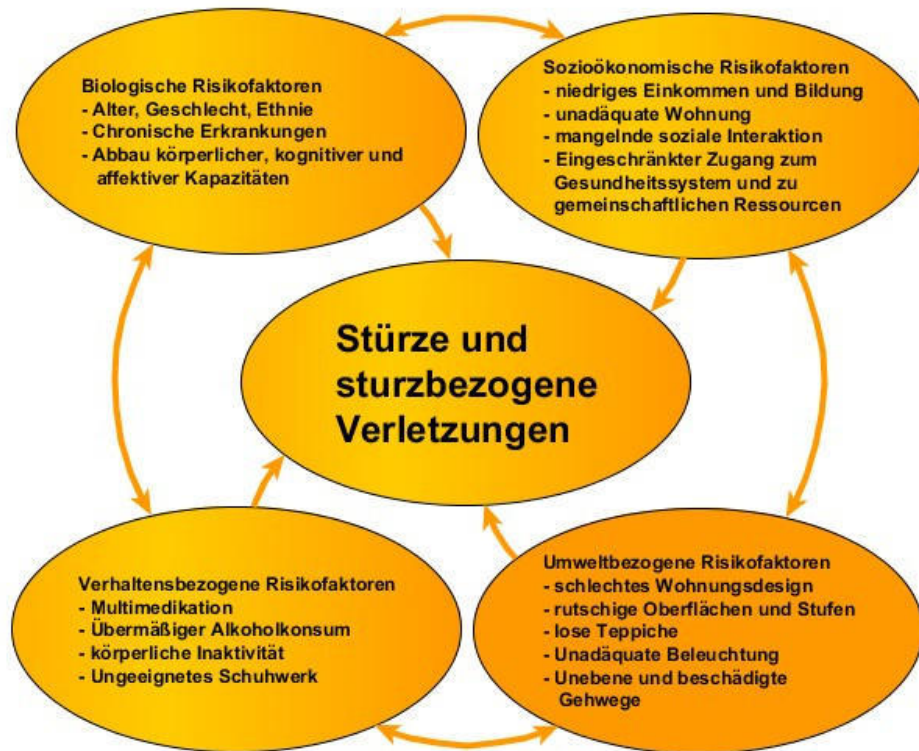 Biologische Risikofaktoren
- Alter, Geschlecht, Ethnie
- Chronische Erkrankungen
- Abbau körperlicher, kognitiver und
affektiver Kapazitäten
Sozioökonomische Risikofaktoren
- niedriges Einkommen und Bildung
- unadäquate Wohnung
- mangelnde soziale Interaktion
- Eingeschränkter Zugang zum
Gesundheitssystem und zu
gemeinschaftlichen Ressourcen
Stürze und
sturzbezogene
Verletzungen
Verhaltensbezogene Risikofaktoren
- Multimedikation
- Übermäßiger Alkoholkonsum
- körperliche Inaktivität
- Ungeeignetes Schuhwerk
Umweltbezogene Risikofaktoren
- schlechtes Wohnungsdesign
- rutschige Oberflächen und Stufen
- lose Teppiche
- Unadäquate Beleuchtung
- Unebene und beschädigte
Gehwege